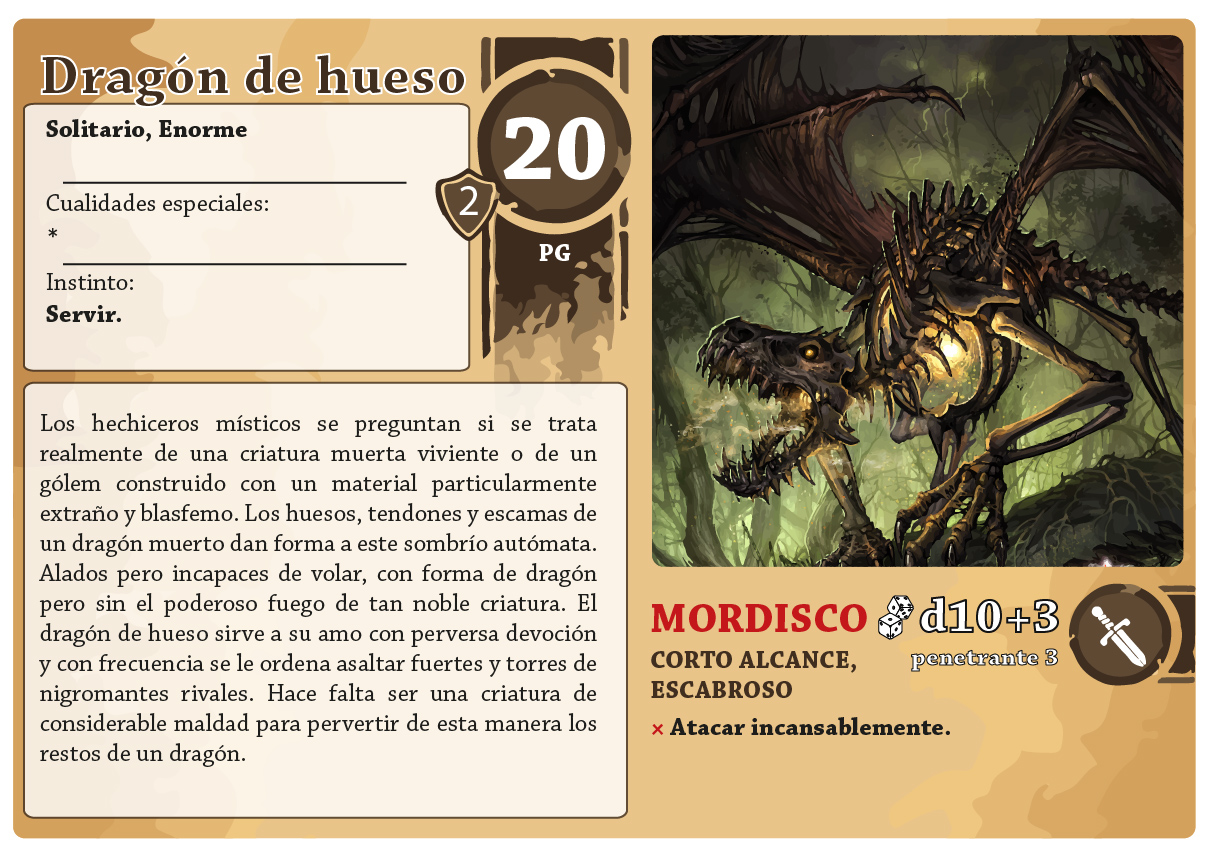 Dragón de hueso
Solitario, Enorme
Cualidades especiales:
*
Instinto:
Servir.
20
2
PG
Los hechiceros místicos se preguntan si se trata
realmente de una criatura muerta viviente o de un
gólem construido con un material particularmente
extraño y blasfemo. Los huesos, tendones y escamas de
un dragón muerto dan forma a este sombrío autómata.
Alados pero incapaces de volar, con forma de dragón
pero sin el poderoso fuego de tan noble criatura. El
dragón de hueso sirve a su amo con perversa devoción
y con frecuencia se le ordena asaltar fuertes y torres de
nigromantes rivales. Hace falta ser una criatura de
considerable maldad para pervertir de esta manera los
restos de un dragón.
MORDISCO d10+3
penetrante 3
CORTO ALCANCE,
ESCABROSO
× Atacar incansablemente.